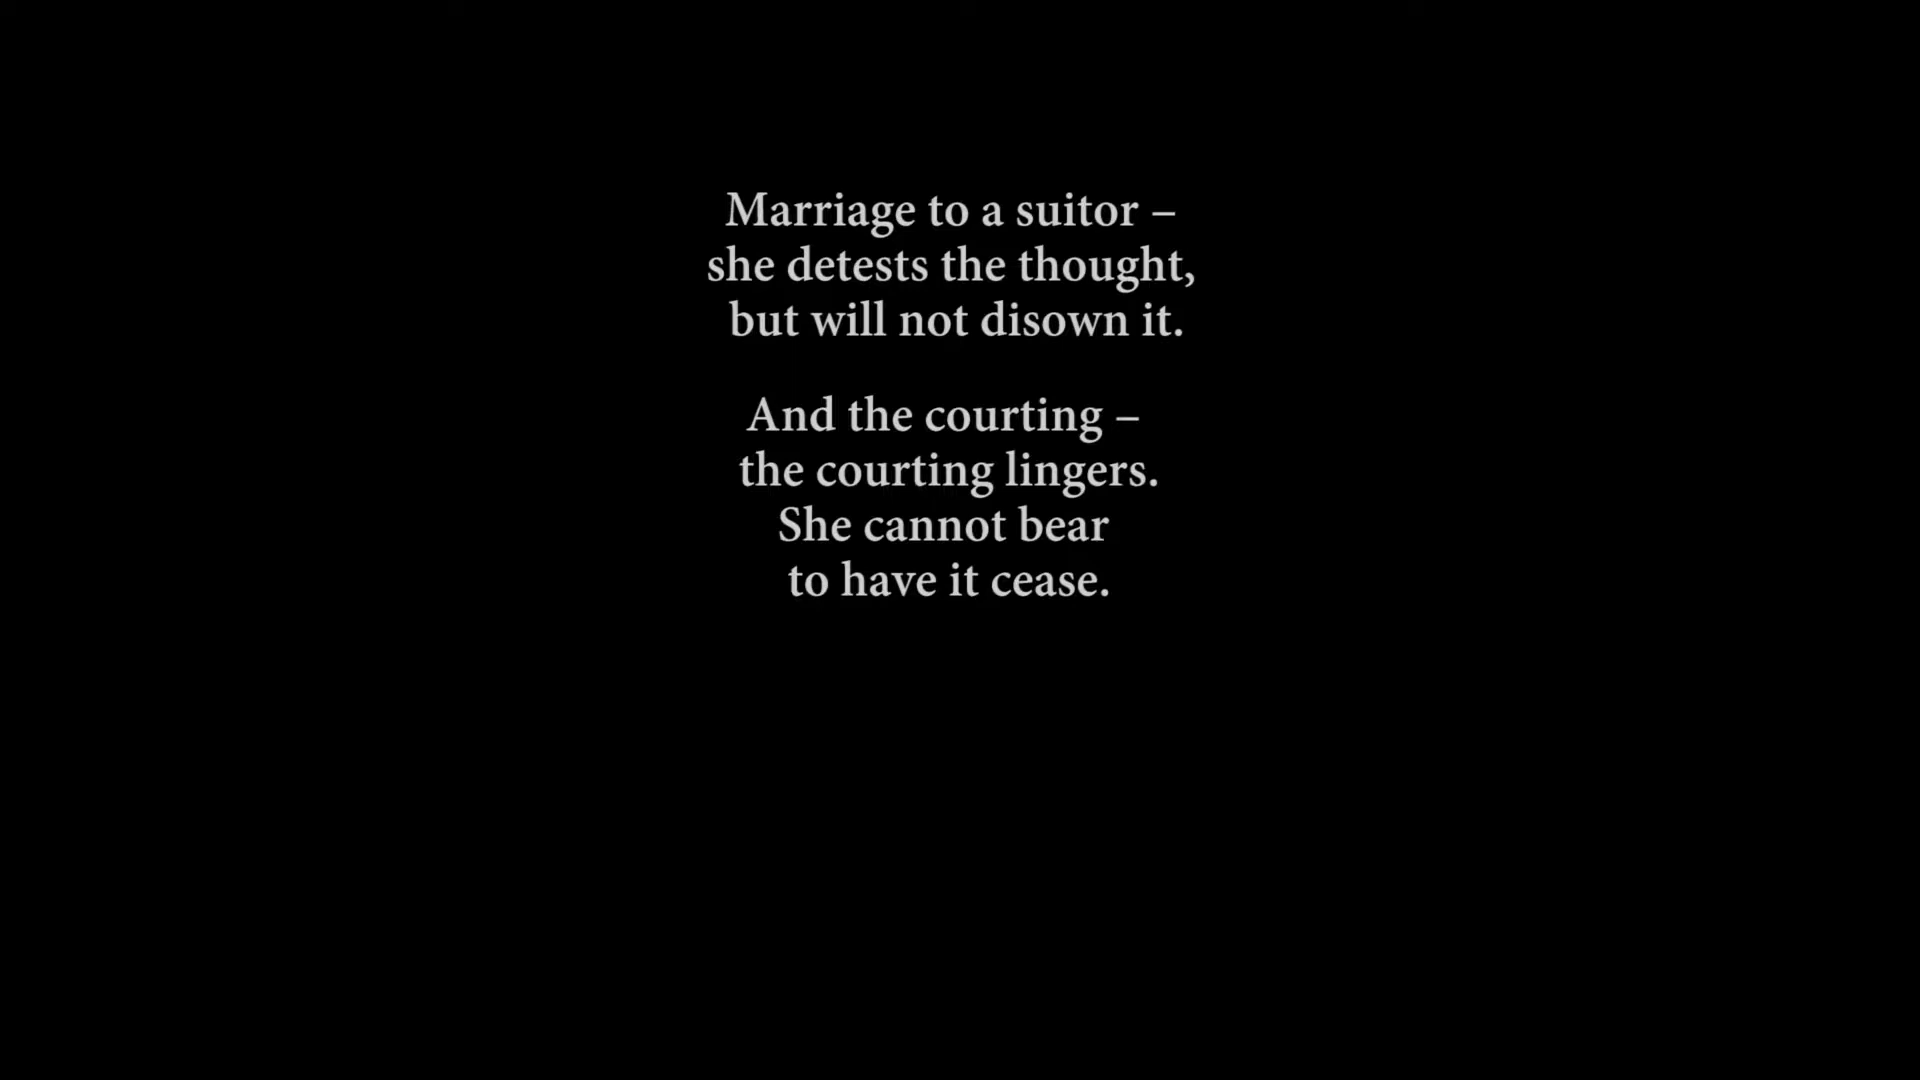 Marriage to a suitor –
she detests the thought,
but will not disown it.
And the courting –
the courting lingers.
She cannot bear
to have it cease.